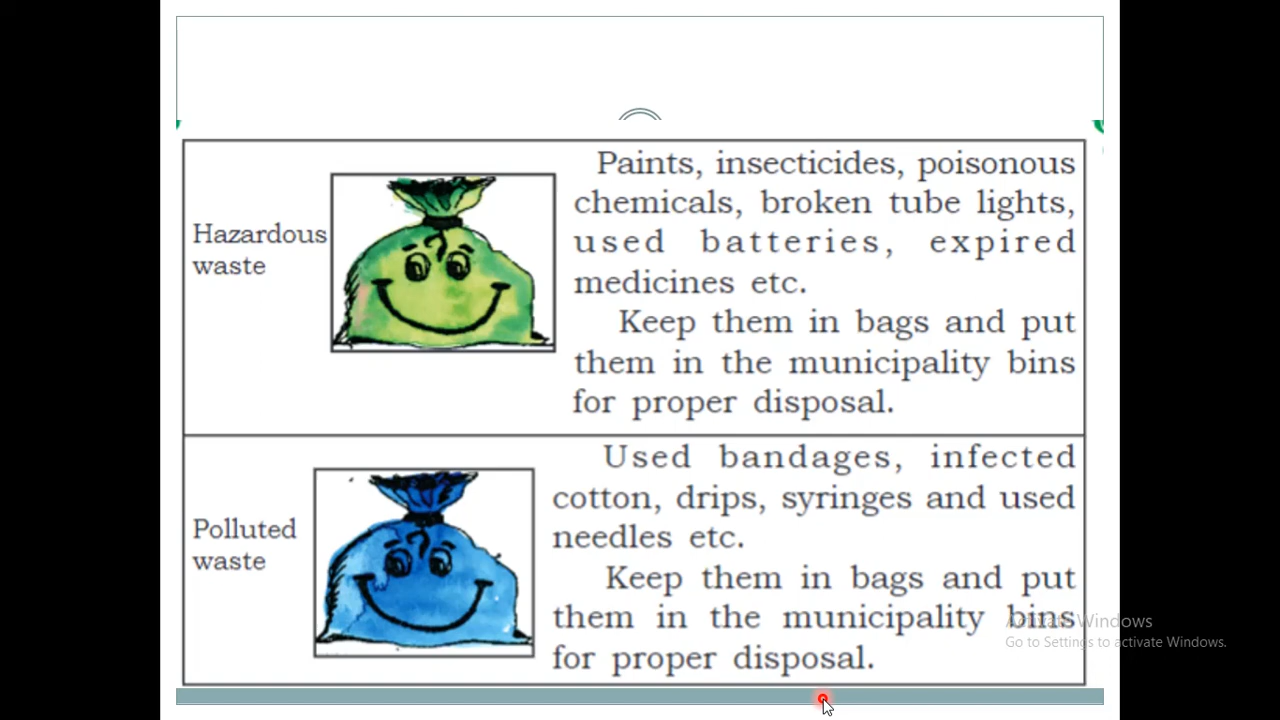 Hazardous
waste
Paints, insecticides, poisonous
chemicals, broken tube lights,
used batteries, expired
medicines etc.
Keep them in bags and put
them in the municipality bins
for proper disposal.
Polluted
waste
Used bandages, infected
cotton, drips, syringes and used
needles etc.
Keep them in bags and put
them in the municipality bins
for proper disposal.
Activate Windows
Go to Settings to activate Windows.